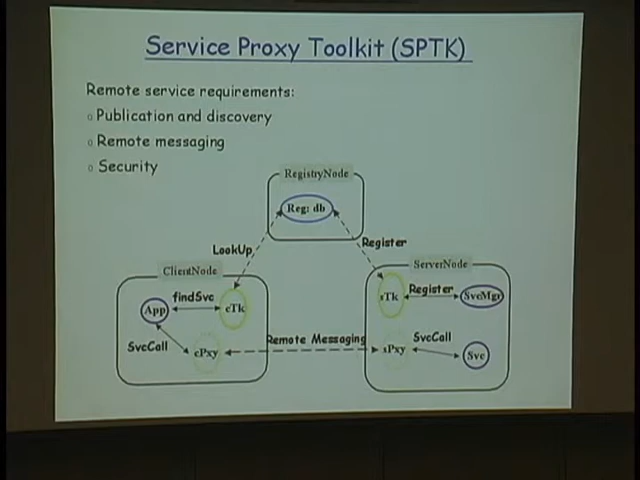 Service Proxy Toolkit (SPTK)
Remote service requirements:
o Publication and discovery
o Remote messaging
o Security
RegistryNode
Reg: db
LookUp
Register
ClientNode
ServerNode
App
findSvc
cTk
sTk
Register
SvcMgr
SvcCall
cPxy
Remote Messaging
sPxy
SvcCall
Svc